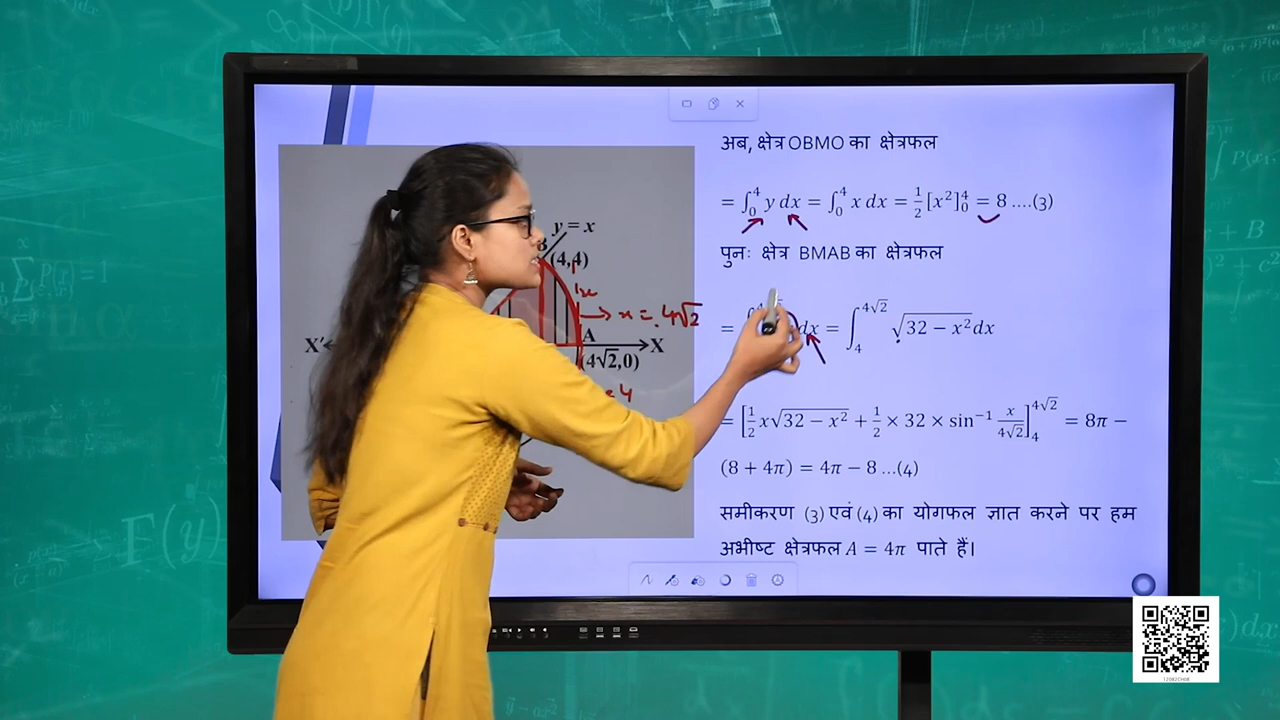 अब, क्षेत्र OBMO का क्षेत्रफल
= ∫₀⁴ y dx = ∫₀⁴ x dx = 1/2 [x²]₀⁴ = 8 ....(3)
पुनः क्षेत्र BMAB का क्षेत्रफल
= dx = ∫₄^{4√2} √(32 − x²) dx
= [1/2 x√(32 − x²) + 1/2 × 32 × sin⁻¹ x/(4√2)]₄^{4√2} = 8π −
(8 + 4π) = 4π − 8 ...(4)
समीकरण (3) एवं (4) का योगफल ज्ञात करने पर हम
अभीष्ट क्षेत्रफल A = 4π पाते हैं।
y = x
B
(4,4)
x = 4√2
A
X′
X
(4√2,0)
= 4
12082CH08